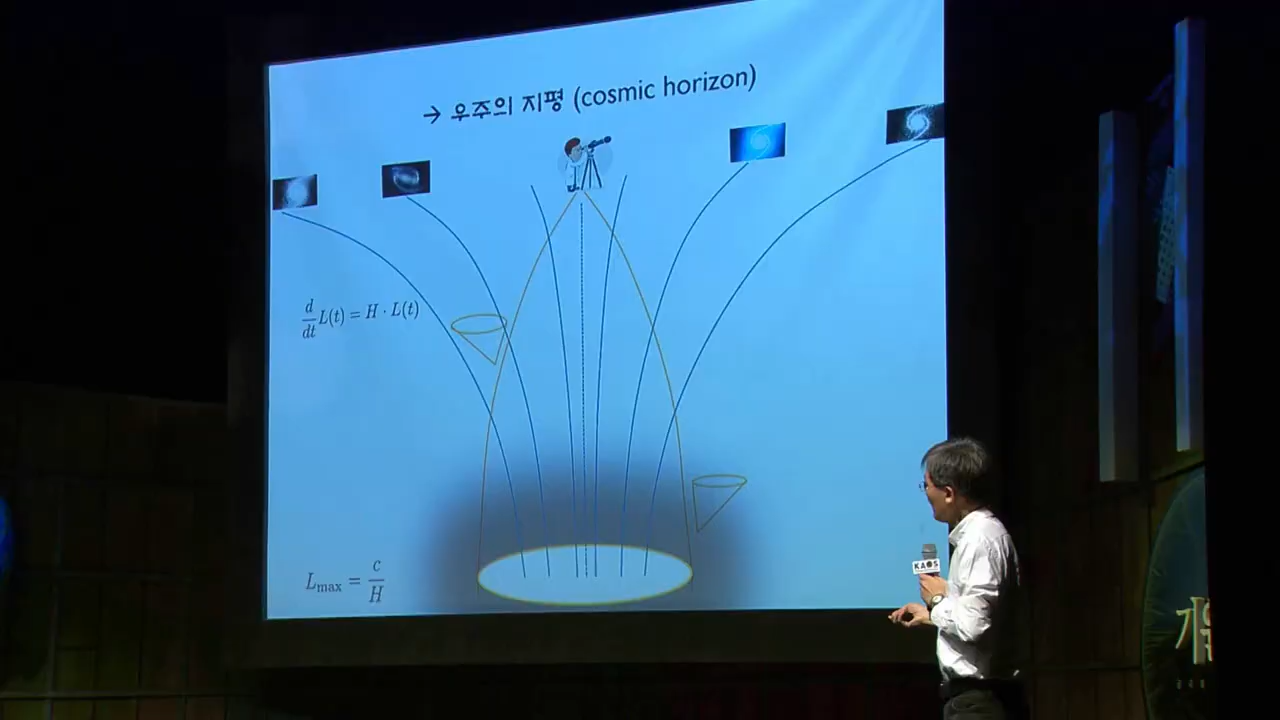 → 우주의 지평 (cosmic horizon)
d/dt L(t) = H · L(t)
L_max = c/H
KAOS